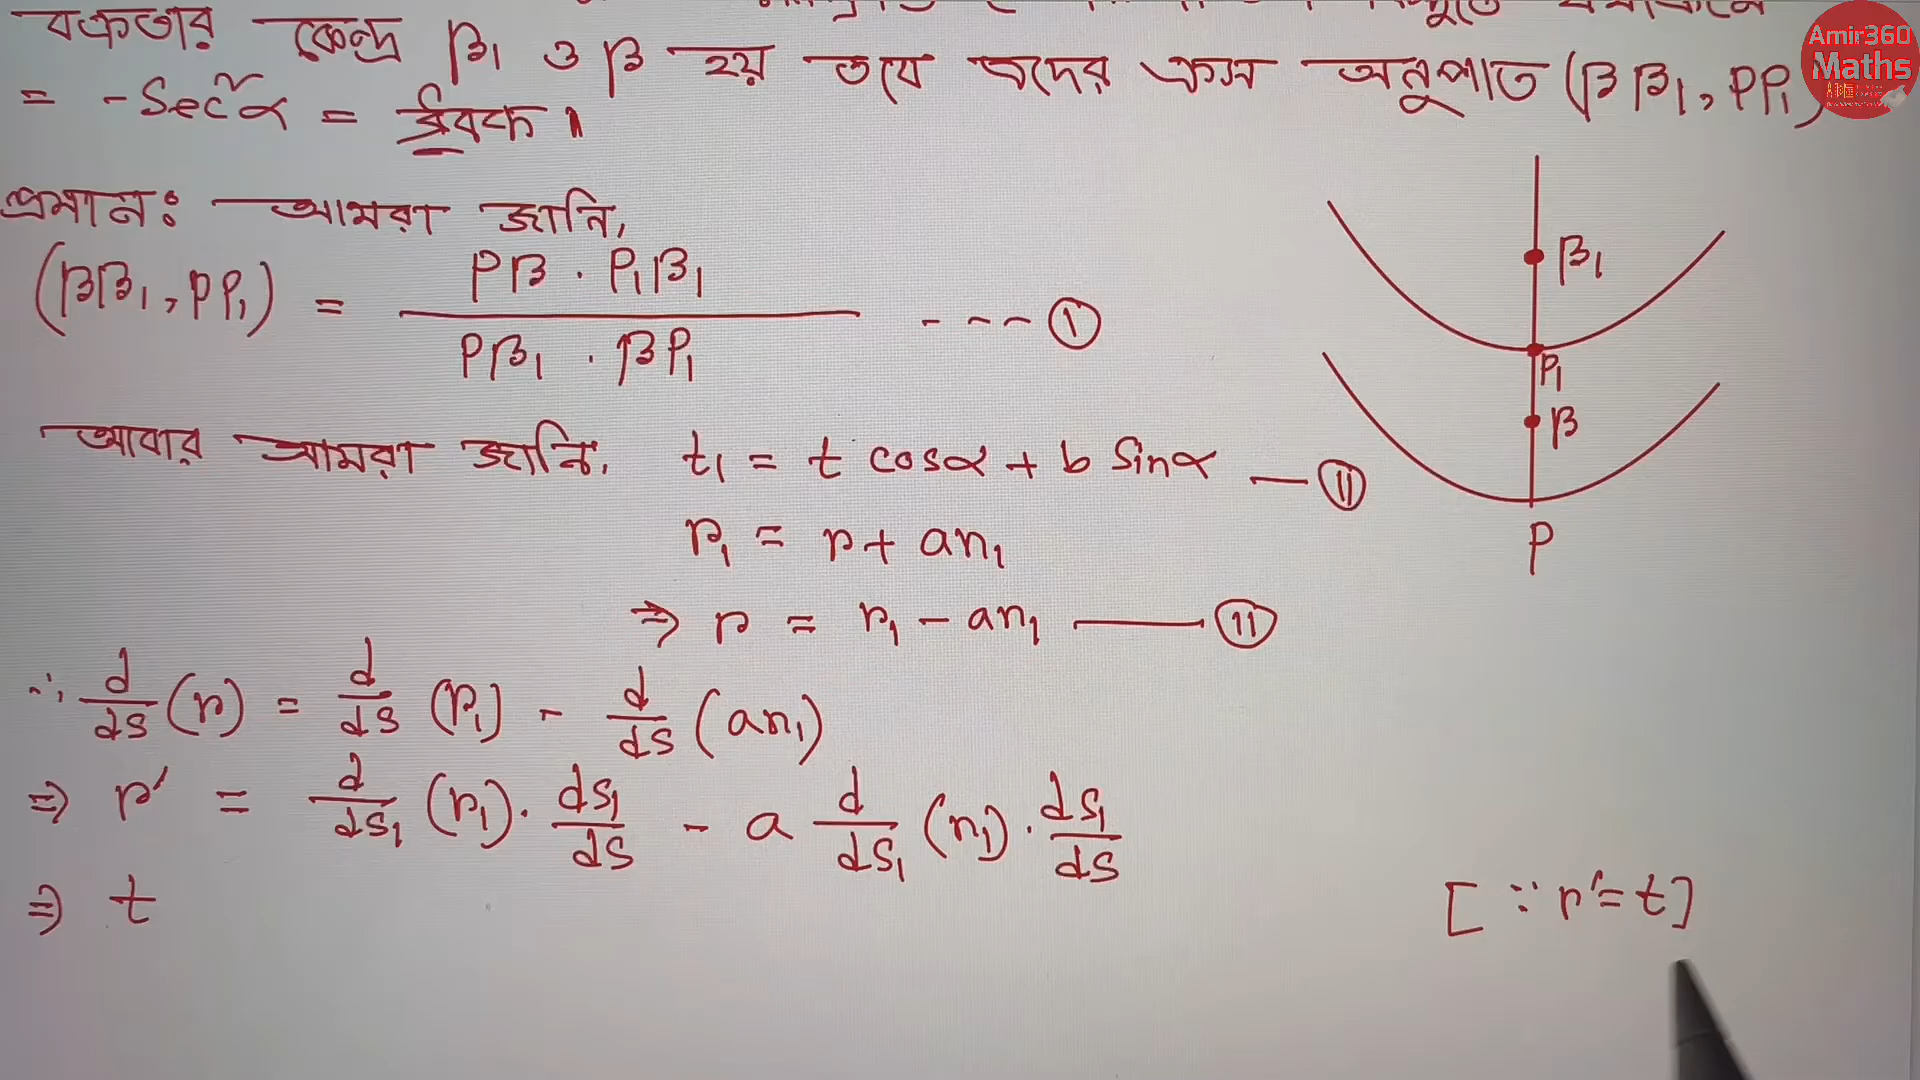 বক্রতার কেন্দ্র β₁ ও β হয় তবে এদের ক্রস অনুপাত (ββ₁, PP₁)
= -Sec²α = ধ্রুবক।
প্রমান: আমরা জানি,
(ββ₁, PP₁) = Pβ . P₁β₁ / Pβ₁ . βP₁ ---- (I)
আবার আমরা জানি, t₁ = t cosα + b Sinα — (II)
r₁ = r + an₁
⇒ r = r₁ - an₁ —— (II)
∴ d/ds (r) = d/ds (r₁) - d/ds (an₁)
⇒ r' = d/ds₁ (r₁) . ds₁/ds - a d/ds₁ (n₁) . ds₁/ds
⇒ t [∵ r' = t]
β₁
P₁
β
P
Amir360
Maths